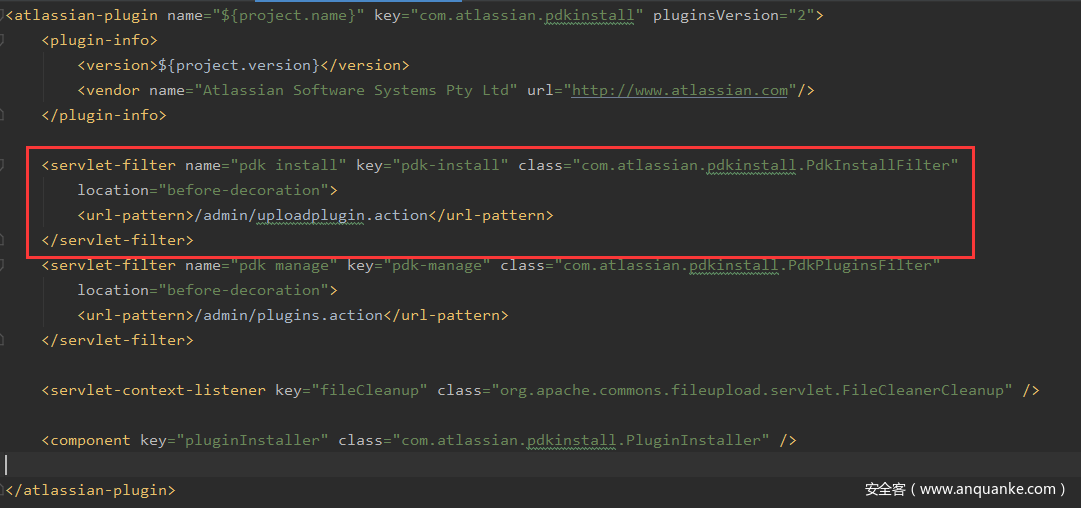 <atlassian-plugin name="${project.name}" key="com.atlassian.pdkinstall" pluginsVersion="2">
<plugin-info>
<version>${project.version}</version>
<vendor name="Atlassian Software Systems Pty Ltd" url="http://www.atlassian.com"/>
</plugin-info>
<servlet-filter name="pdk install" key="pdk-install" class="com.atlassian.pdkinstall.PdkInstallFilter"
location="before-decoration">
<url-pattern>/admin/uploadplugin.action</url-pattern>
</servlet-filter>
<servlet-filter name="pdk manage" key="pdk-manage" class="com.atlassian.pdkinstall.PdkPluginsFilter"
location="before-decoration">
<url-pattern>/admin/plugins.action</url-pattern>
</servlet-filter>
<servlet-context-listener key="fileCleanup" class="org.apache.commons.fileupload.servlet.FileCleanerCleanup" />
<component key="pluginInstaller" class="com.atlassian.pdkinstall.PluginInstaller" />
</atlassian-plugin>
安全客（www.anquanke.com）